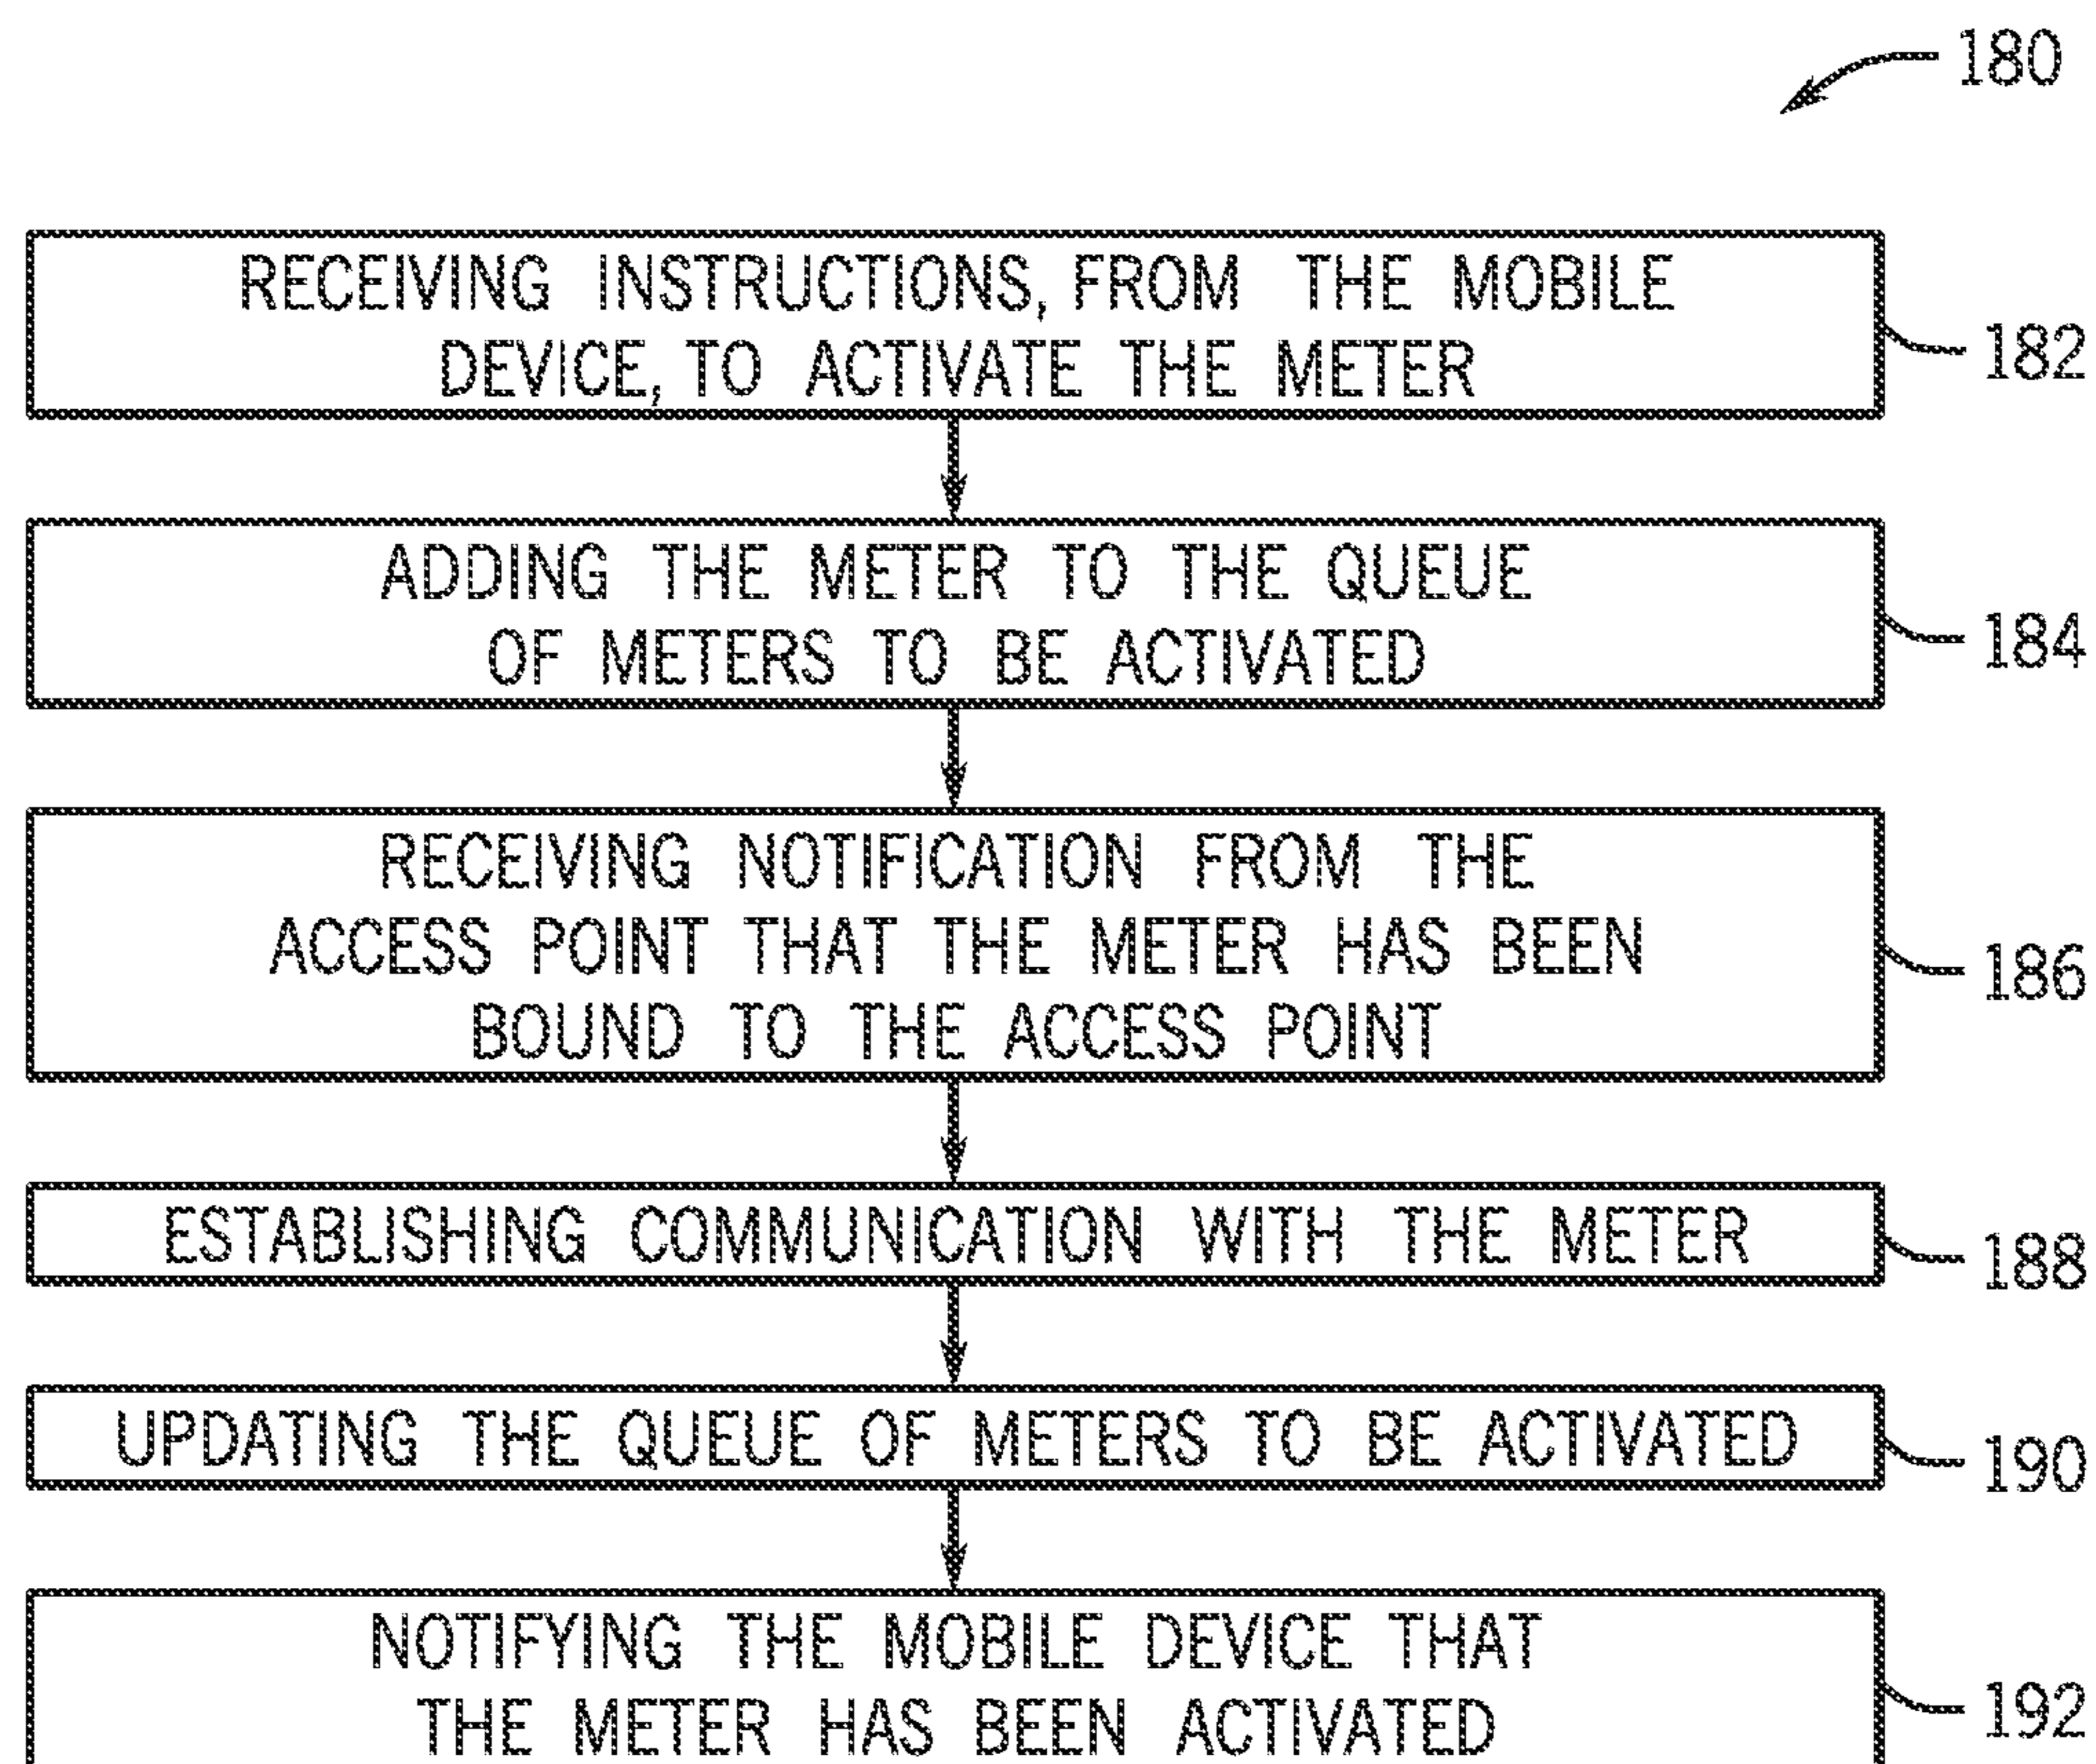 180
RECEIVING INSTRUCTIONS, FROM THE MOBILE
DEVICE, TO ACTIVATE THE METER
182
ADDING THE METER TO THE QUEUE
OF METERS TO BE ACTIVATED
184
RECEIVING NOTIFICATION FROM THE
ACCESS POINT THAT THE METER HAS BEEN
BOUND TO THE ACCESS POINT
186
ESTABLISHING COMMUNICATION WITH THE METER
188
UPDATING THE QUEUE OF METERS TO BE ACTIVATED
190
NOTIFYING THE MOBILE DEVICE THAT
THE METER HAS BEEN ACTIVATED
192